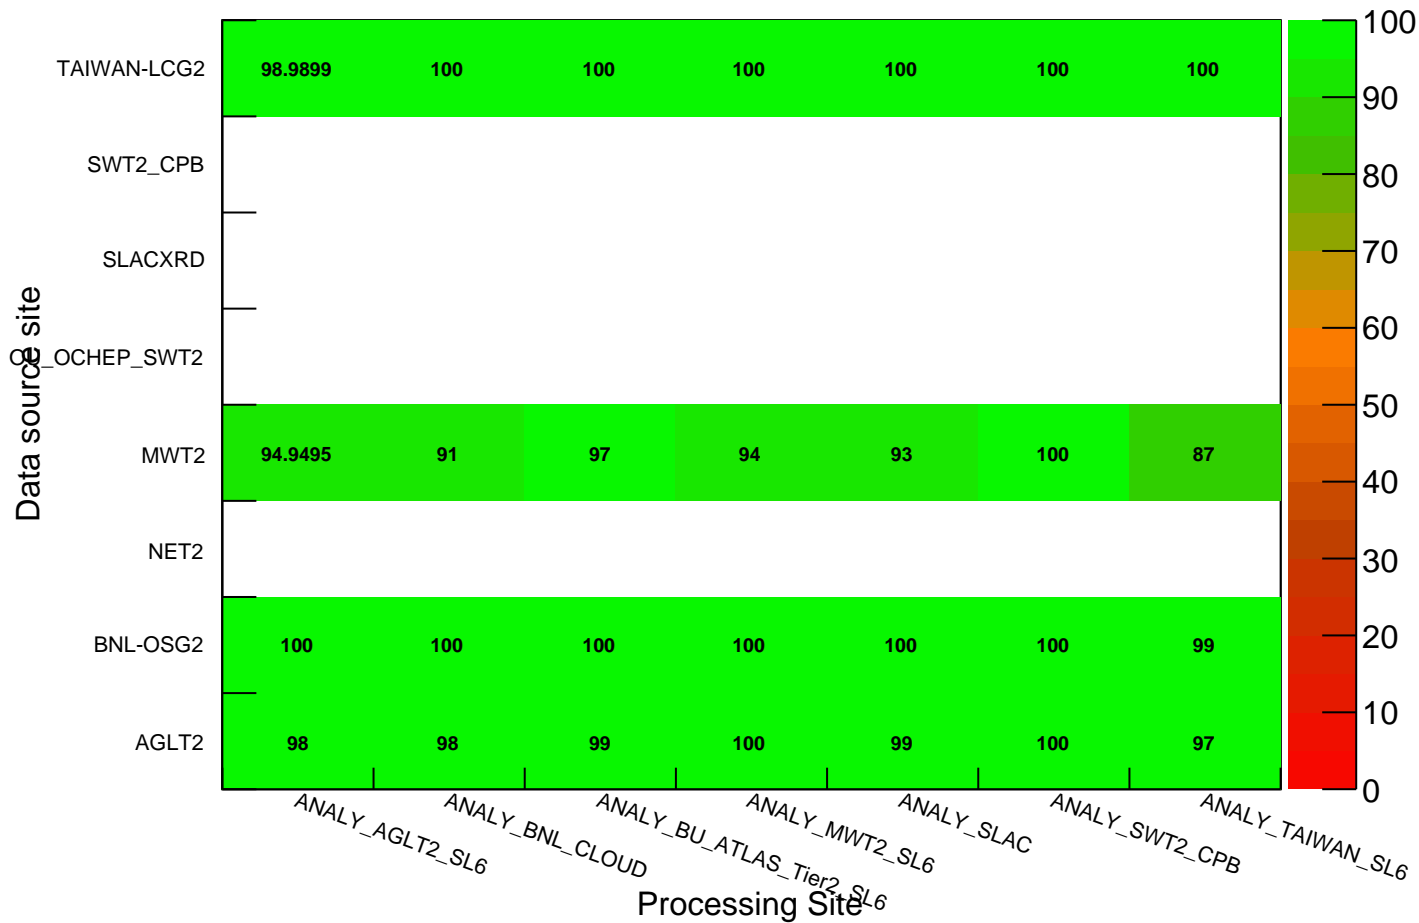 TAIWAN-LCG2 98.9899 100 100 100 100 100 100
SWT2_CPB
SLACXRD
OU_OCHEP_SWT2
MWT2 94.9495 91 97 94 93 100 87
NET2
BNL-OSG2 100 100 100 100 100 100 99
AGLT2 98 98 99 100 99 100 97
Data source site
ANALY_AGLT2_SL6
ANALY_BNL_CLOUD
ANALY_BU_ATLAS_Tier2_SL6
ANALY_MWT2_SL6
ANALY_SLAC
ANALY_SWT2_CPB
ANALY_TAIWAN_SL6
Processing Site
100
90
80
70
60
50
40
30
20
10
0